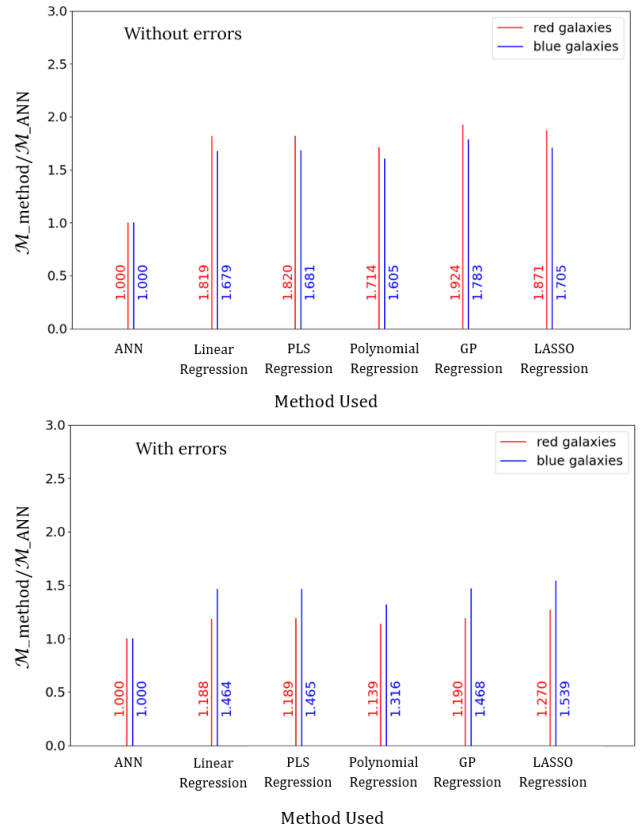 Without errors
red galaxies
blue galaxies
3.0
2.5
2.0
1.5
1.0
0.5
0.0
ℳ_method/ℳ_ANN
1.000
1.000
1.819
1.679
1.820
1.681
1.714
1.605
1.924
1.783
1.871
1.705
ANN
Linear
Regression
PLS
Regression
Polynomial
Regression
GP
Regression
LASSO
Regression
Method Used
With errors
red galaxies
blue galaxies
3.0
2.5
2.0
1.5
1.0
0.5
0.0
ℳ_method/ℳ_ANN
1.000
1.000
1.188
1.464
1.189
1.465
1.139
1.316
1.190
1.468
1.270
1.539
ANN
Linear
Regression
PLS
Regression
Polynomial
Regression
GP
Regression
LASSO
Regression
Method Used